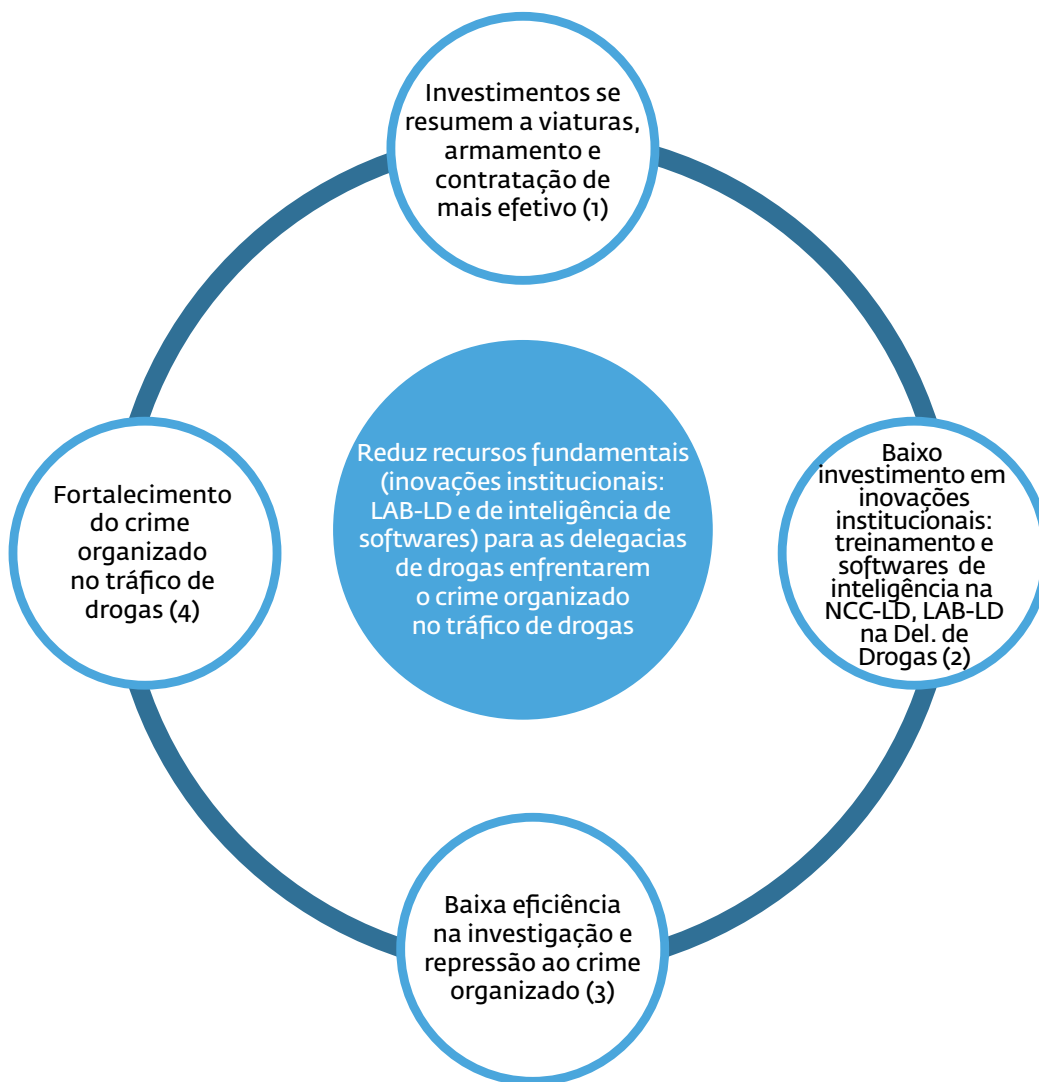 Investimentos se
resumem a viaturas,
armamento e
contratação de
mais efetivo (1)
Baixo
investimento em
inovações
institucionais:
treinamento e
softwares de
inteligência na
NCC-LD, LAB-LD
na Del. de
Drogas (2)
Baixa eficiência
na investigação e
repressão ao crime
organizado (3)
Fortalecimento
do crime
organizado
no tráfico de
drogas (4)
Reduz recursos fundamentais
(inovações institucionais:
LAB-LD e de inteligência de
softwares) para as delegacias
de drogas enfrentarem
o crime organizado
no tráfico de drogas